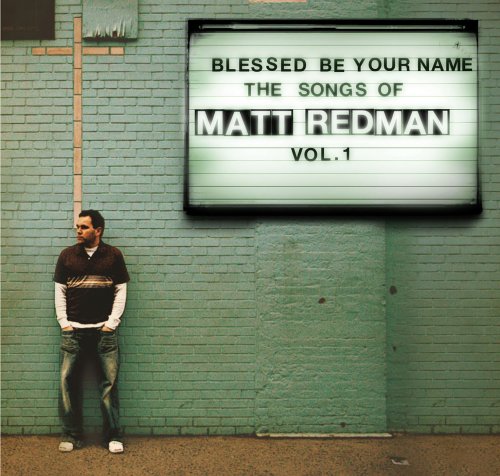 BLESSED BE YOUR NAME
THE SONGS OF
MATT REDMAN
VOL.1